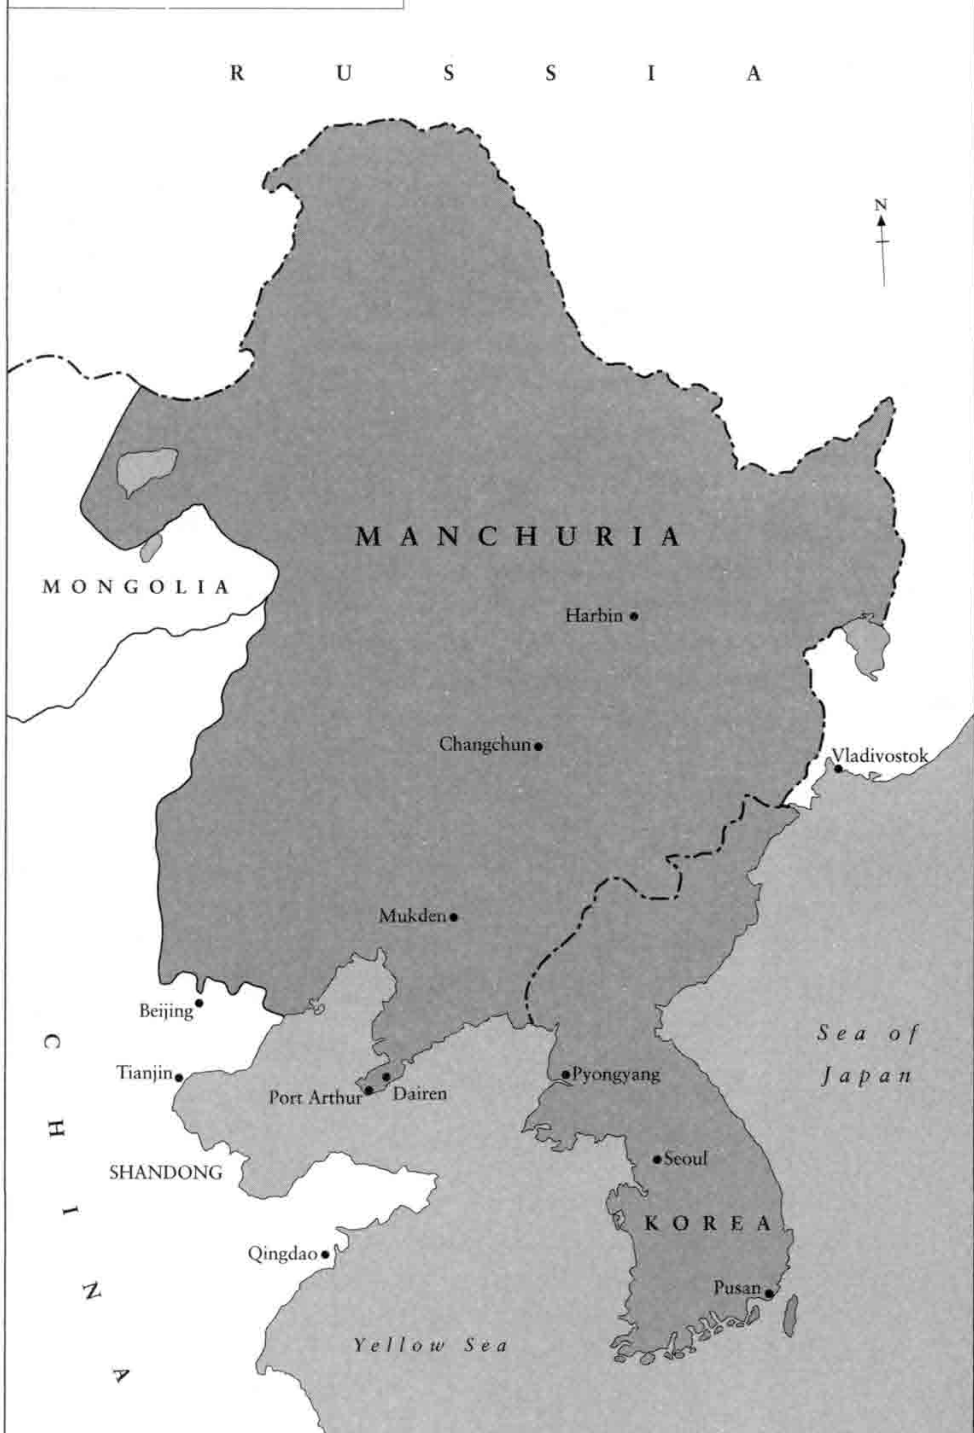 R U S S I A
N
MANCHURIA
MONGOLIA
Harbin
Changchun
Vladivostok
Mukden
Beijing
Sea of
Japan
Tianjin
Pyongyang
Port Arthur
Dairen
SHANDONG
Seoul
KOREA
Qingdao
Pusan
Yellow Sea
CHINA